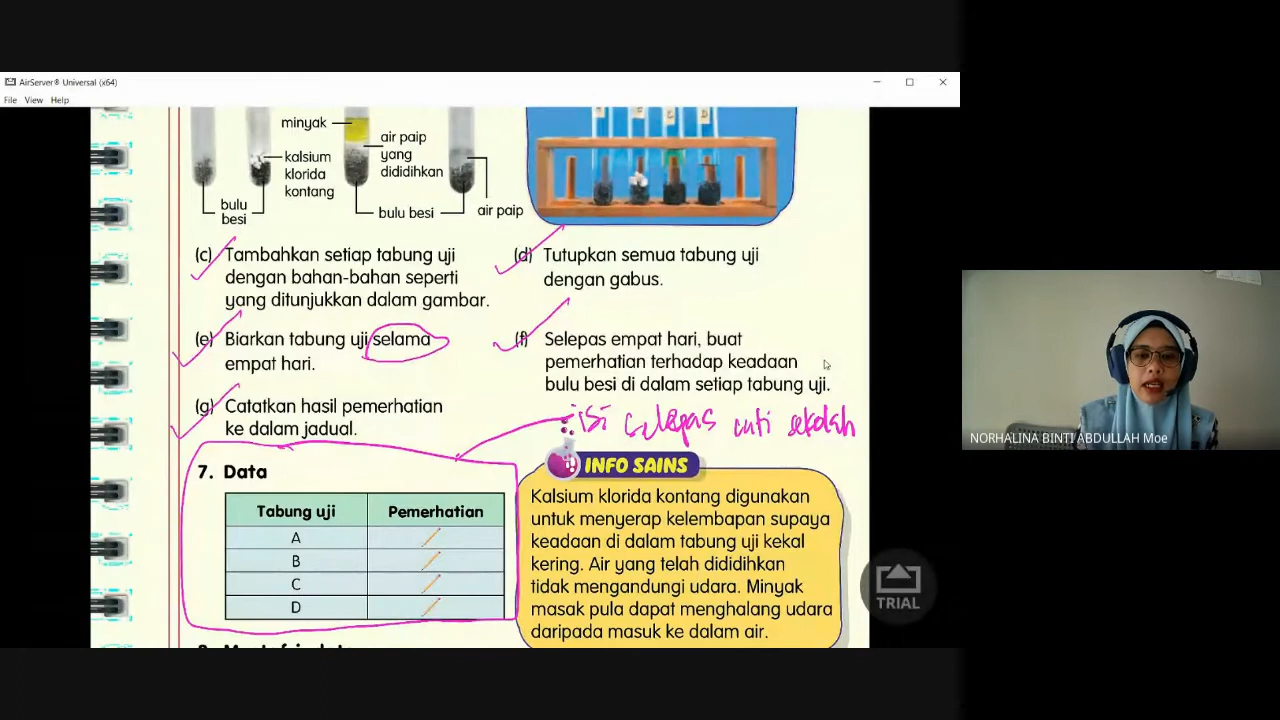 AirServer® Universal (x64)
File View Help
minyak
kalsium
klorida
kontang
air paip
yang
dididihkan
bulu
besi
bulu besi
air paip
(c) Tambahkan setiap tabung uji
dengan bahan-bahan seperti
yang ditunjukkan dalam gambar.
(d) Tutupkan semua tabung uji
dengan gabus.
(e) Biarkan tabung uji selama
empat hari.
(f) Selepas empat hari, buat
pemerhatian terhadap keadaan
bulu besi di dalam setiap tabung uji.
(g) Catatkan hasil pemerhatian
ke dalam jadual.
isi selepas cuti sekolah
7. Data
Tabung uji Pemerhatian
A
B
C
D
INFO SAINS
Kalsium klorida kontang digunakan
untuk menyerap kelembapan supaya
keadaan di dalam tabung uji kekal
kering. Air yang telah dididihkan
tidak mengandungi udara. Minyak
masak pula dapat menghalang udara
daripada masuk ke dalam air.
TRIAL
NORHALINA BINTI ABDULLAH Moe